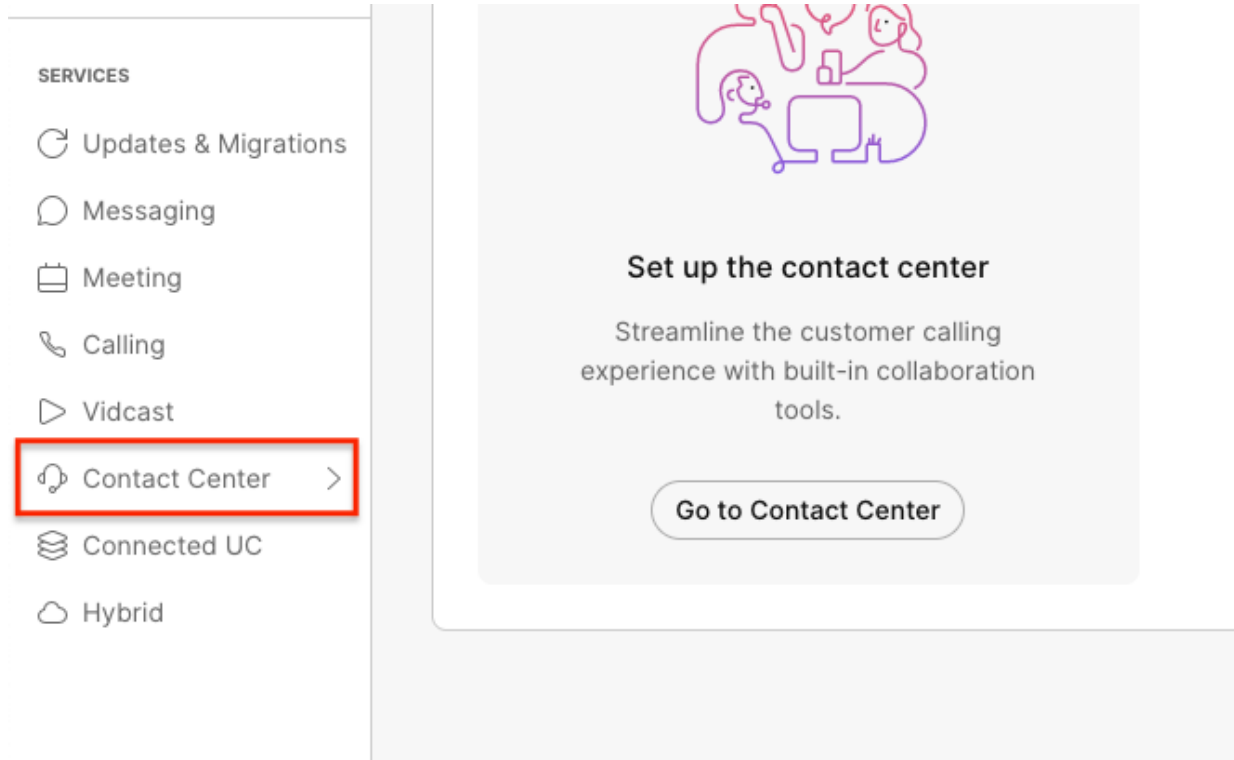 SERVICES
Updates & Migrations
Messaging
Meeting
Calling
Vidcast
Contact Center
Connected UC
Hybrid
Set up the contact center
Streamline the customer calling
experience with built-in collaboration
tools.
Go to Contact Center